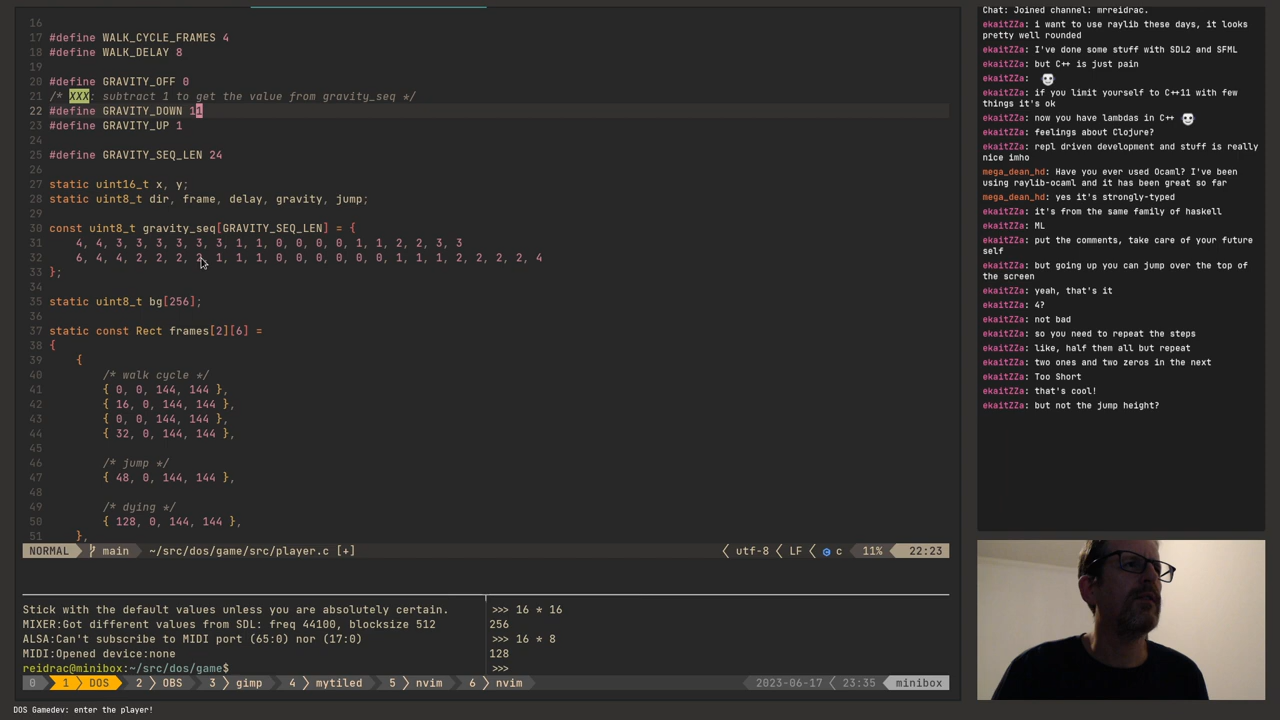 16
17 #define WALK_CYCLE_FRAMES 4
18 #define WALK_DELAY 8
19
20 #define GRAVITY_OFF 0
21 /* XXX: subtract 1 to get the value from gravity_seq */
22 #define GRAVITY_DOWN 11
23 #define GRAVITY_UP 1
24
25 #define GRAVITY_SEQ_LEN 24
26
27 static uint16_t x, y;
28 static uint8_t dir, frame, delay, gravity, jump;
29
30 const uint8_t gravity_seq[GRAVITY_SEQ_LEN] = {
31     4, 4, 3, 3, 3, 3, 3, 3, 1, 1, 0, 0, 0, 0, 1, 1, 2, 2, 3, 3
32     6, 4, 4, 2, 2, 2, 2, 1, 1, 1, 0, 0, 0, 0, 0, 0, 1, 1, 1, 2, 2, 2, 2, 4
33 };
34
35 static uint8_t bg[256];
36
37 static const Rect frames[2][6] =
38 {
39     {
40         /* walk cycle */
41         { 0, 0, 144, 144 },
42         { 16, 0, 144, 144 },
43         { 0, 0, 144, 144 },
44         { 32, 0, 144, 144 },
45
46         /* jump */
47         { 48, 0, 144, 144 },
48
49         /* dying */
50         { 128, 0, 144, 144 },
51     },
NORMAL main ~/src/dos/game/src/player.c [+] utf-8 LF c 11% 22:23
Stick with the default values unless you are absolutely certain.
MIXER:Got different values from SDL: freq 44100, blocksize 512
ALSA:Can't subscribe to MIDI port (65:0) nor (17:0)
MIDI:Opened device:none
reidrac@minibox:~/src/dos/game$
>>> 16 * 16
256
>>> 16 * 8
128
>>>
0 1 DOS 2 OBS 3 gimp 4 mytiled 5 nvim 6 nvim 2023-06-17 23:35 minibox
DOS Gamedev: enter the player!
Chat: Joined channel: mrreidrac.
ekaitZZa: i want to use raylib these days, it looks
pretty well rounded
ekaitZZa: I've done some stuff with SDL2 and SFML
ekaitZZa: but C++ is just pain
ekaitZZa:
ekaitZZa: if you limit yourself to C++11 with few
things it's ok
ekaitZZa: now you have lambdas in C++
ekaitZZa: feelings about Clojure?
ekaitZZa: repl driven development and stuff is really
nice imho
mega_dean_hd: Have you ever used Ocaml? I've been
using raylib-ocaml and it has been great so far
mega_dean_hd: yes it's strongly-typed
ekaitZZa: it's from the same family of haskell
ekaitZZa: ML
ekaitZZa: put the comments, take care of your future
self
ekaitZZa: but going up you can jump over the top of
the screen
ekaitZZa: yeah, that's it
ekaitZZa: 4?
ekaitZZa: not bad
ekaitZZa: so you need to repeat the steps
ekaitZZa: like, half them all but repeat
ekaitZZa: two ones and two zeros in the next
ekaitZZa: Too Short
ekaitZZa: that's cool!
ekaitZZa: but not the jump height?